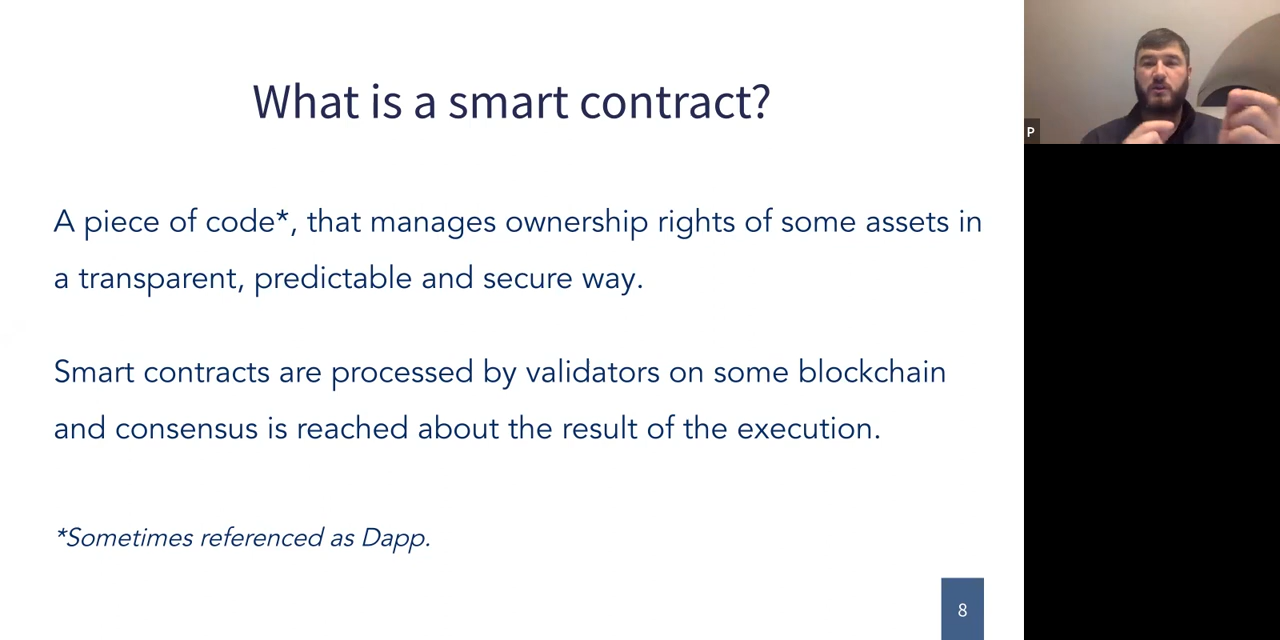 What is a smart contract?
A piece of code*, that manages ownership rights of some assets in
a transparent, predictable and secure way.
Smart contracts are processed by validators on some blockchain
and consensus is reached about the result of the execution.
*Sometimes referenced as Dapp.
8
P